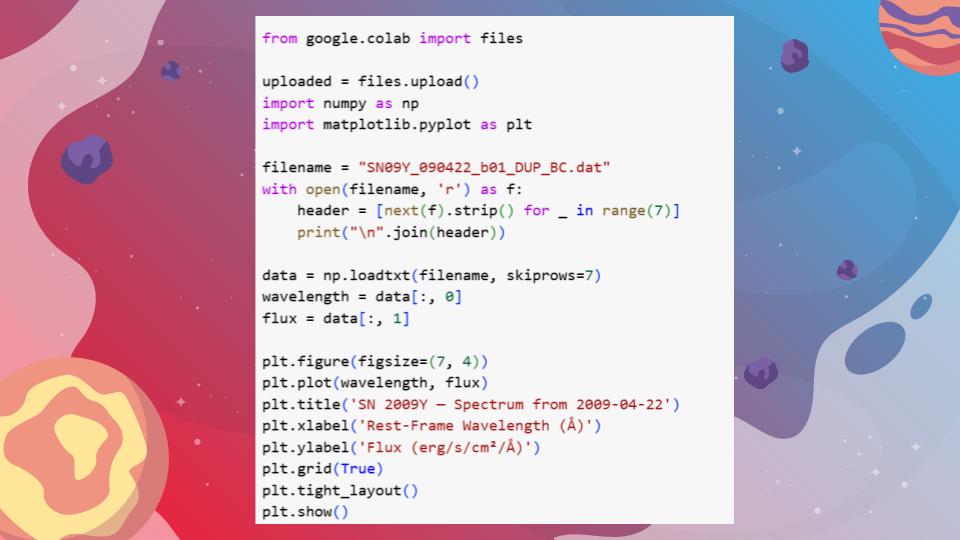 from google.colab import files
uploaded = files.upload()
import numpy as np
import matplotlib.pyplot as plt
filename = "SN09Y_090422_b01_DUP_BC.dat"
with open(filename, 'r') as f:
    header = [next(f).strip() for _ in range(7)]
    print("\n".join(header))
data = np.loadtxt(filename, skiprows=7)
wavelength = data[:, 0]
flux = data[:, 1]
plt.figure(figsize=(7, 4))
plt.plot(wavelength, flux)
plt.title('SN 2009Y — Spectrum from 2009-04-22')
plt.xlabel('Rest-Frame Wavelength (Å)')
plt.ylabel('Flux (erg/s/cm²/Å)')
plt.grid(True)
plt.tight_layout()
plt.show()